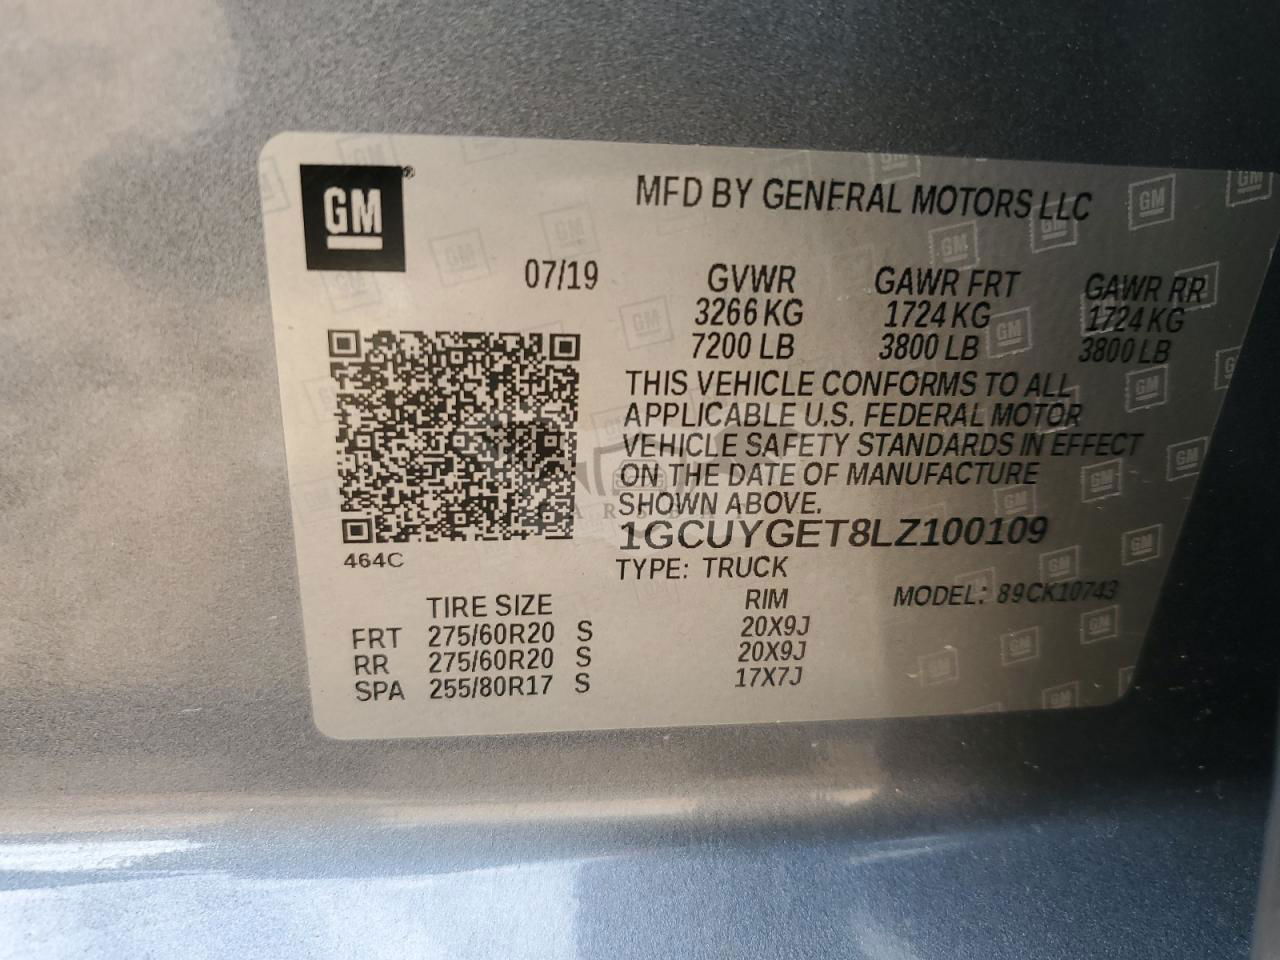 GM®
MFD BY GENERAL MOTORS LLC
07/19 GVWR GAWR FRT GAWR RR
3266 KG 1724 KG 1724 KG
7200 LB 3800 LB 3800 LB
THIS VEHICLE CONFORMS TO ALL
APPLICABLE U.S. FEDERAL MOTOR
VEHICLE SAFETY STANDARDS IN EFFECT
ON THE DATE OF MANUFACTURE
SHOWN ABOVE.
1GCUYGET8LZ100109
464C
TYPE: TRUCK
MODEL: 89CK10743
TIRE SIZE RIM
FRT 275/60R20 S 20X9J
RR 275/60R20 S 20X9J
SPA 255/80R17 S 17X7J